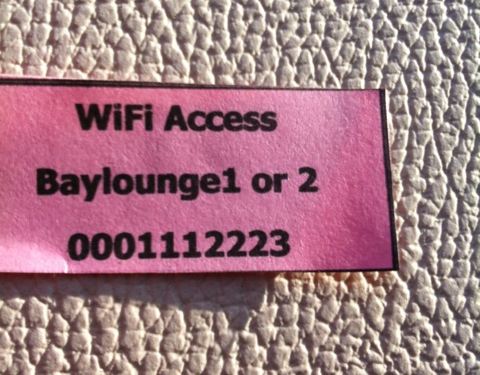 WiFi Access
Baylounge1 or 2
0001112223